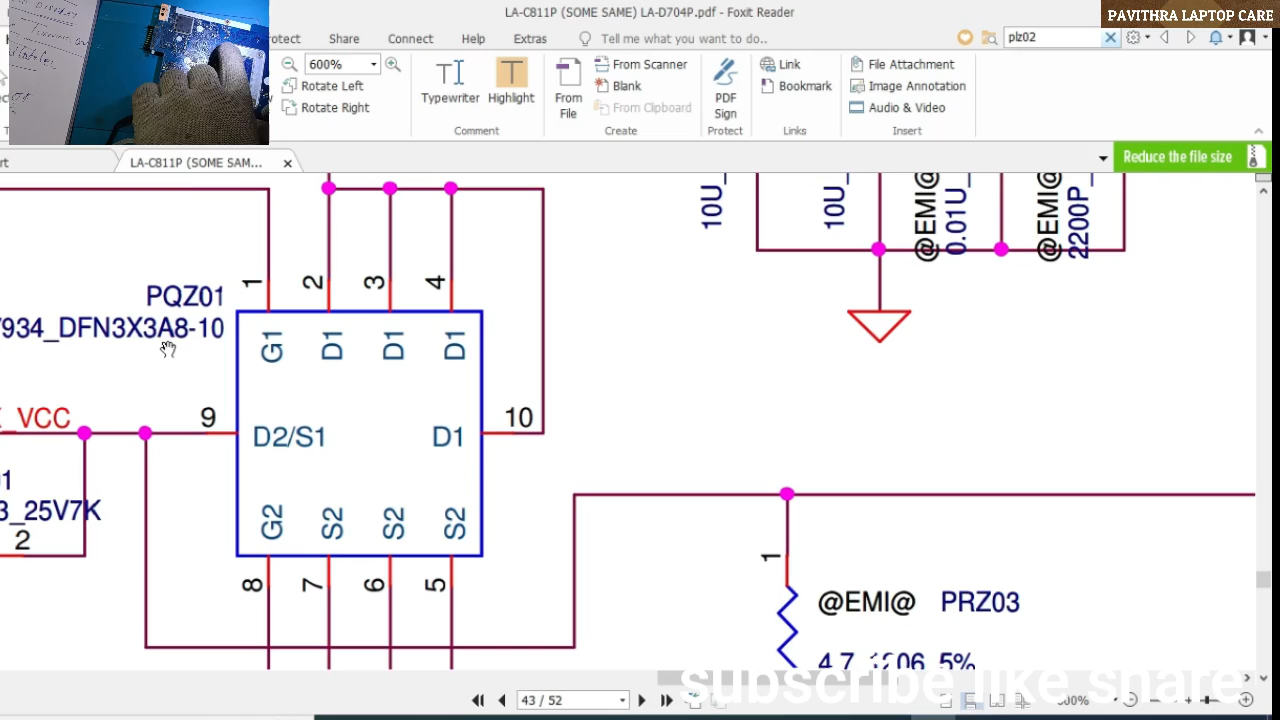 LA-C811P (SOME SAME) LA-D704P.pdf - Foxit Reader
PAVITHRA LAPTOP CARE
Share
Connect
Help
Extras
Tell me what you want to do..
plz02
600%
Rotate Left
Rotate Right
Typewriter
Highlight
Comment
From File
From Scanner
Blank
From Clipboard
Create
PDF Sign
Protect
Link
Bookmark
Links
File Attachment
Image Annotation
Audio & Video
Insert
LA-C811P (SOME SAM...
Reduce the file size
10U_
10U_
@EMI@
0.01U_
@EMI@
2200P_
1
2
3
4
PQZ01
934_DFN3X3A8-10
G1
D1
D1
D1
_VCC
9
D2/S1
D1
10
_25V7K
2
G2
S2
S2
S2
8
7
6
5
1
@EMI@ PRZ03
4.7_1206_5%
subscribe like share
43 / 52
600%